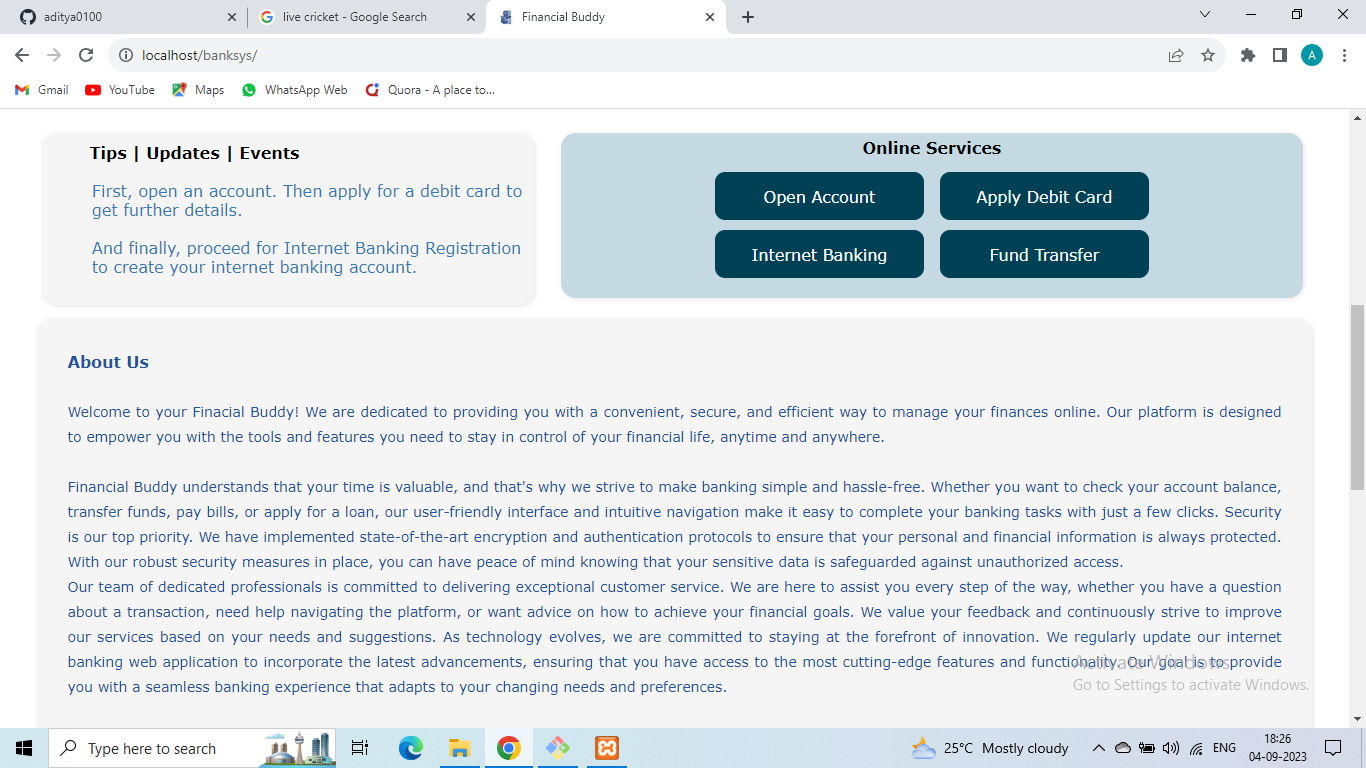 aditya0100
live cricket - Google Search
Financial Buddy
localhost/banksys/
A
Gmail
YouTube
Maps
WhatsApp Web
Quora - A place to...
Tips | Updates | Events
First, open an account. Then apply for a debit card to
get further details.
And finally, proceed for Internet Banking Registration
to create your internet banking account.
Online Services
Open Account
Apply Debit Card
Internet Banking
Fund Transfer
About Us
Welcome to your Finacial Buddy! We are dedicated to providing you with a convenient, secure, and efficient way to manage your finances online. Our platform is designed
to empower you with the tools and features you need to stay in control of your financial life, anytime and anywhere.
Financial Buddy understands that your time is valuable, and that's why we strive to make banking simple and hassle-free. Whether you want to check your account balance,
transfer funds, pay bills, or apply for a loan, our user-friendly interface and intuitive navigation make it easy to complete your banking tasks with just a few clicks. Security
is our top priority. We have implemented state-of-the-art encryption and authentication protocols to ensure that your personal and financial information is always protected.
With our robust security measures in place, you can have peace of mind knowing that your sensitive data is safeguarded against unauthorized access.
Our team of dedicated professionals is committed to delivering exceptional customer service. We are here to assist you every step of the way, whether you have a question
about a transaction, need help navigating the platform, or want advice on how to achieve your financial goals. We value your feedback and continuously strive to improve
our services based on your needs and suggestions. As technology evolves, we are committed to staying at the forefront of innovation. We regularly update our internet
banking web application to incorporate the latest advancements, ensuring that you have access to the most cutting-edge features and functionality. Our goal is to provide
you with a seamless banking experience that adapts to your changing needs and preferences.
Activate Windows
Go to Settings to activate Windows.
Type here to search
25°C Mostly cloudy
ENG
18:26
04-09-2023